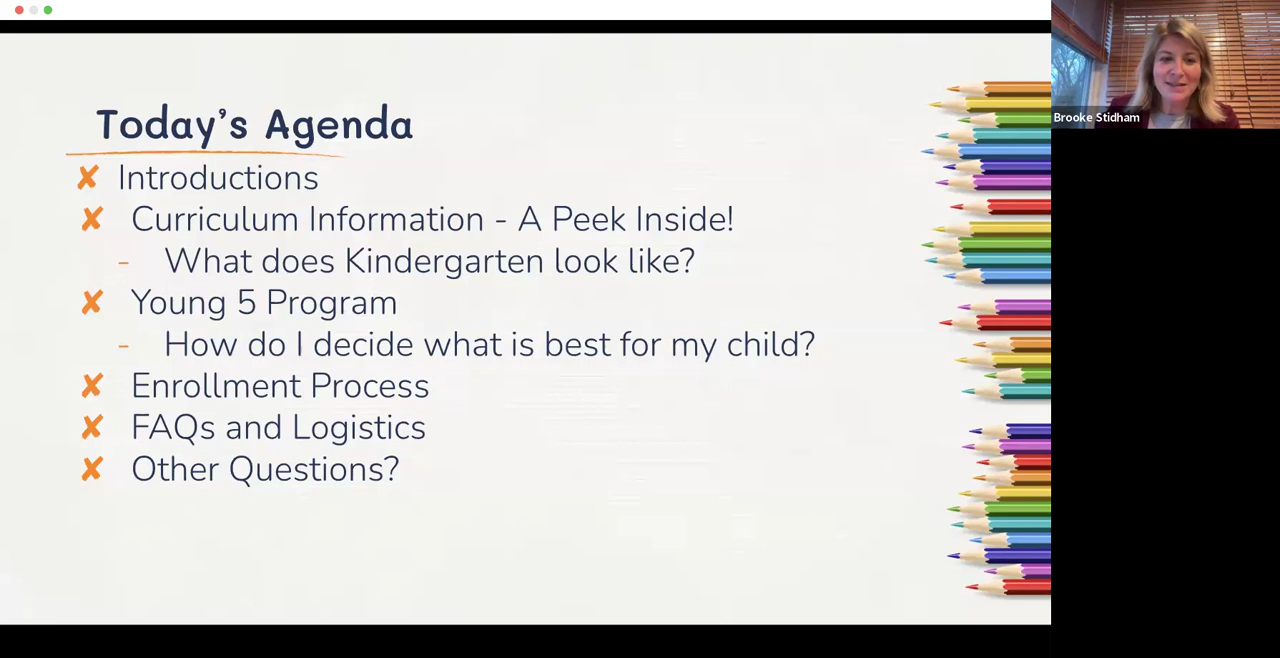 Today's Agenda
✘ Introductions
✘ Curriculum Information - A Peek Inside!
- What does Kindergarten look like?
✘ Young 5 Program
- How do I decide what is best for my child?
✘ Enrollment Process
✘ FAQs and Logistics
✘ Other Questions?
Brooke Stidham